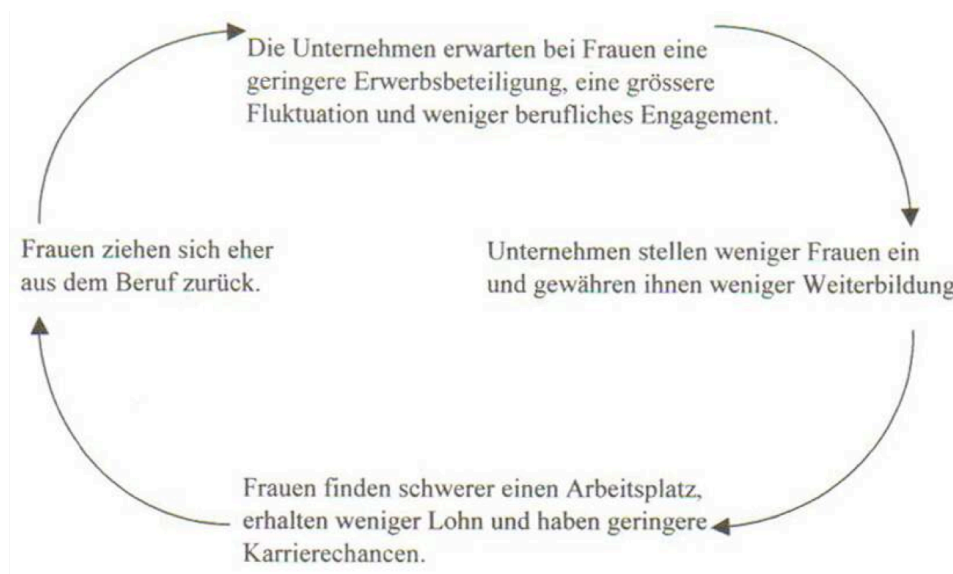 Die Unternehmen erwarten bei Frauen eine
geringere Erwerbsbeteiligung, eine grössere
Fluktuation und weniger berufliches Engagement.
Frauen ziehen sich eher
aus dem Beruf zurück.
Unternehmen stellen weniger Frauen ein
und gewähren ihnen weniger Weiterbildung
Frauen finden schwerer einen Arbeitsplatz,
erhalten weniger Lohn und haben geringere
Karrierechancen.